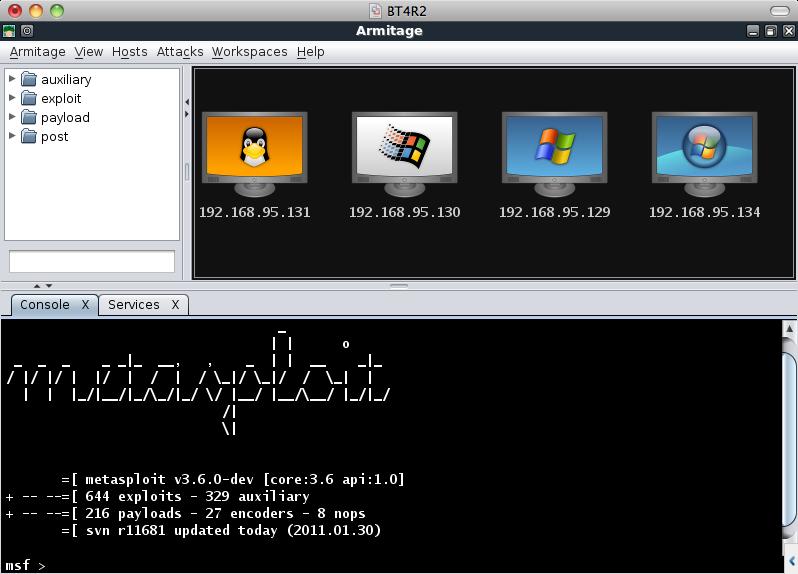 BT4R2
Armitage
Armitage View Hosts Attacks Workspaces Help
auxiliary
exploit
payload
post
192.168.95.131 192.168.95.130 192.168.95.129 192.168.95.134
Console X Services X
metasploit
=[ metasploit v3.6.0-dev [core:3.6 api:1.0]
+ -- --=[ 644 exploits - 329 auxiliary
+ -- --=[ 216 payloads - 27 encoders - 8 nops
=[ svn r11681 updated today (2011.01.30)
msf >